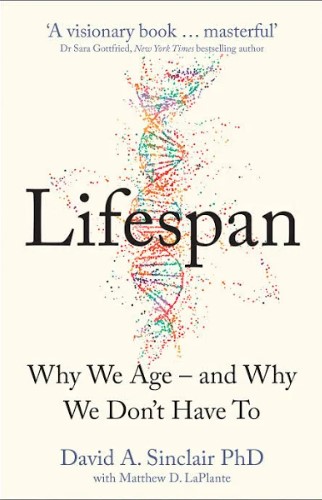 ‘A visionary book … masterful’
Dr Sara Gottfried, New York Times bestselling author
Lifespan
Why We Age – and Why
We Don’t Have To
David A. Sinclair PhD
with Matthew D. LaPlante